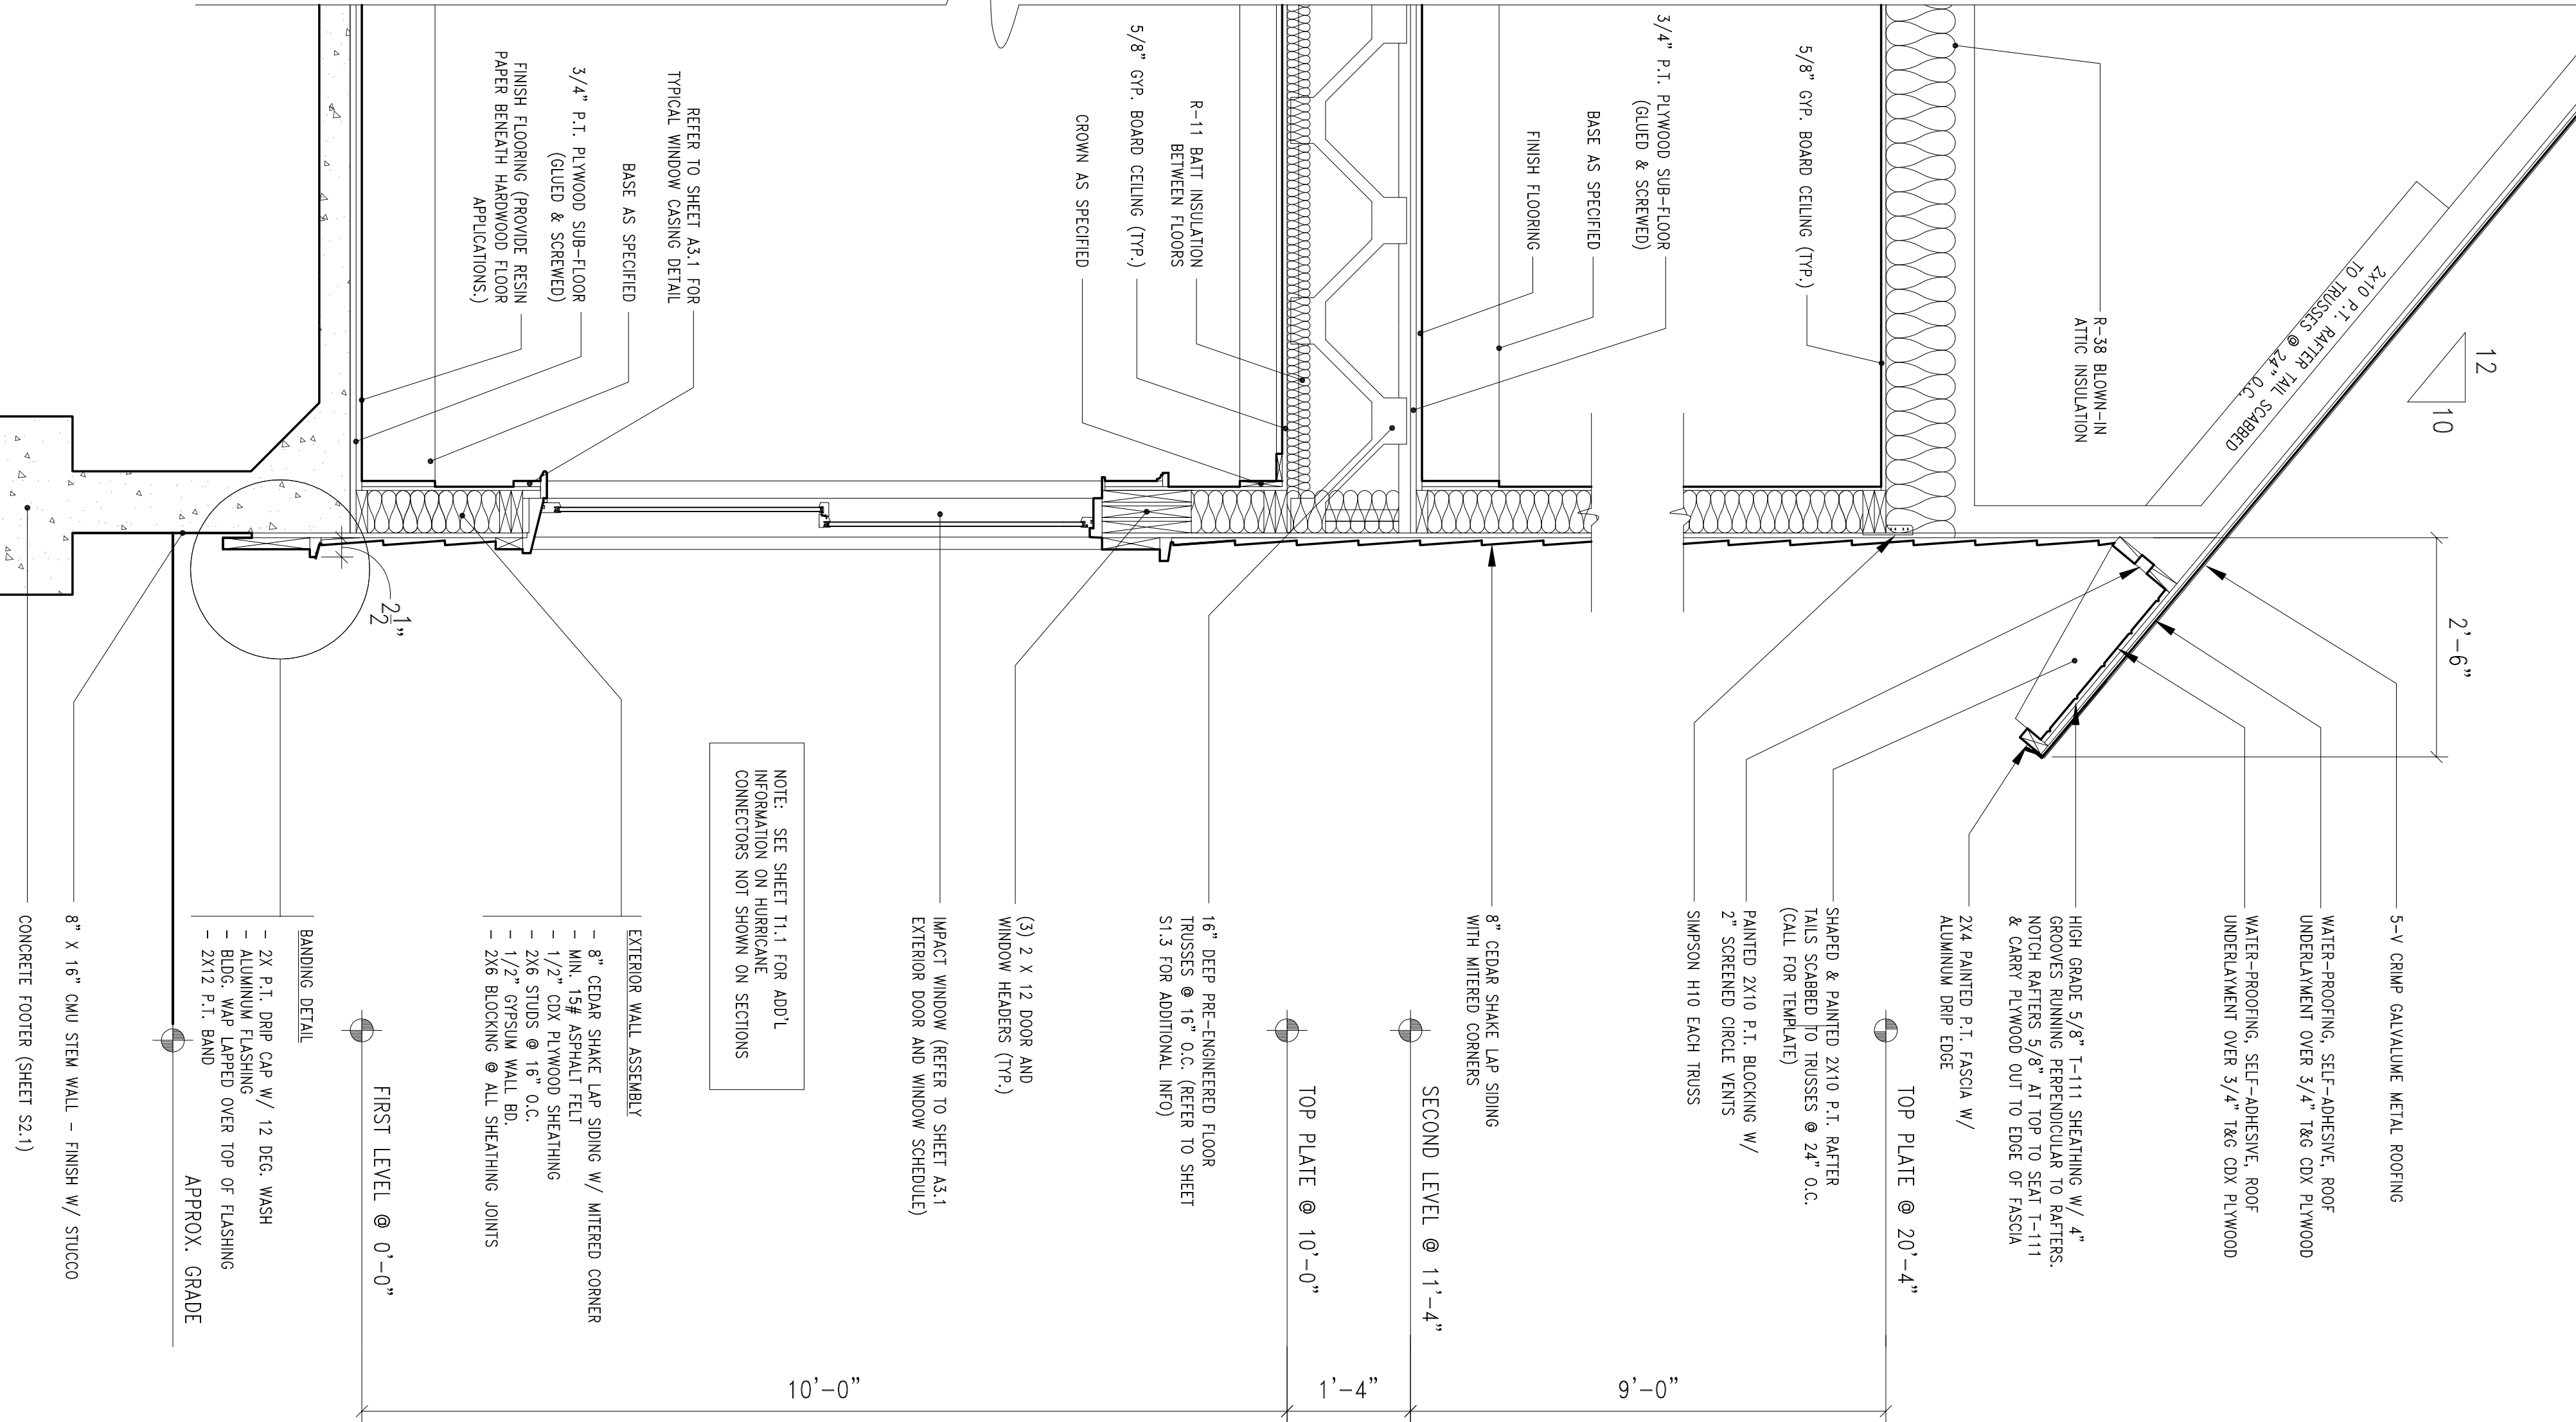 12
10
2'-6"
2x10 P.T. RAFTER TAIL SCABBED
TO TRUSSES @ 24" O.C.
R-38 BLOWN-IN
ATTIC INSULATION
5/8" GYP. BOARD CEILING (TYP.)
3/4" P.T. PLYWOOD SUB-FLOOR
(GLUED & SCREWED)
BASE AS SPECIFIED
FINISH FLOORING
R-11 BATT INSULATION
BETWEEN FLOORS
5/8" GYP. BOARD CEILING (TYP.)
CROWN AS SPECIFIED
REFER TO SHEET A3.1 FOR
TYPICAL WINDOW CASING DETAIL
BASE AS SPECIFIED
3/4" P.T. PLYWOOD SUB-FLOOR
(GLUED & SCREWED)
FINISH FLOORING (PROVIDE RESIN
PAPER BENEATH HARDWOOD FLOOR
APPLICATIONS.)
2 1/2"
5-V CRIMP GALVALUME METAL ROOFING
WATER-PROOFING, SELF-ADHESIVE, ROOF
UNDERLAYMENT OVER 3/4" T&G CDX PLYWOOD
WATER-PROOFING, SELF-ADHESIVE, ROOF
UNDERLAYMENT OVER 3/4" T&G CDX PLYWOOD
HIGH GRADE 5/8" T-111 SHEATHING W/ 4"
GROOVES RUNNING PERPENDICULAR TO RAFTERS.
NOTCH RAFTERS 5/8" AT TOP TO SEAT T-111
& CARRY PLYWOOD OUT TO EDGE OF FASCIA
2X4 PAINTED P.T. FASCIA W/
ALUMINUM DRIP EDGE
TOP PLATE @ 20'-4"
SHAPED & PAINTED 2X10 P.T. RAFTER
TAILS SCABBED TO TRUSSES @ 24" O.C.
(CALL FOR TEMPLATE)
PAINTED 2X10 P.T. BLOCKING W/
2" SCREENED CIRCLE VENTS
SIMPSON H10 EACH TRUSS
8" CEDAR SHAKE LAP SIDING
WITH MITERED CORNERS
SECOND LEVEL @ 11'-4"
TOP PLATE @ 10'-0"
16" DEEP PRE-ENGINEERED FLOOR
TRUSSES @ 16" O.C. (REFER TO SHEET
S1.3 FOR ADDITIONAL INFO)
(3) 2 X 12 DOOR AND
WINDOW HEADERS (TYP.)
IMPACT WINDOW (REFER TO SHEET A3.1
EXTERIOR DOOR AND WINDOW SCHEDULE)
NOTE: SEE SHEET T1.1 FOR ADD'L
INFORMATION ON HURRICANE
CONNECTORS NOT SHOWN ON SECTIONS
EXTERIOR WALL ASSEMBLY
- 8" CEDAR SHAKE LAP SIDING W/ MITERED CORNER
- MIN. 15# ASPHALT FELT
- 1/2" CDX PLYWOOD SHEATHING
- 2X6 STUDS @ 16" O.C.
- 1/2" GYPSUM WALL BD.
- 2X6 BLOCKING @ ALL SHEATHING JOINTS
FIRST LEVEL @ 0'-0"
BANDING DETAIL
- 2X P.T. DRIP CAP W/ 12 DEG. WASH
- ALUMINUM FLASHING
- BLDG. WAP LAPPED OVER TOP OF FLASHING
- 2X12 P.T. BAND
APPROX. GRADE
8" X 16" CMU STEM WALL - FINISH W/ STUCCO
CONCRETE FOOTER (SHEET S2.1)
9'-0"
1'-4"
10'-0"